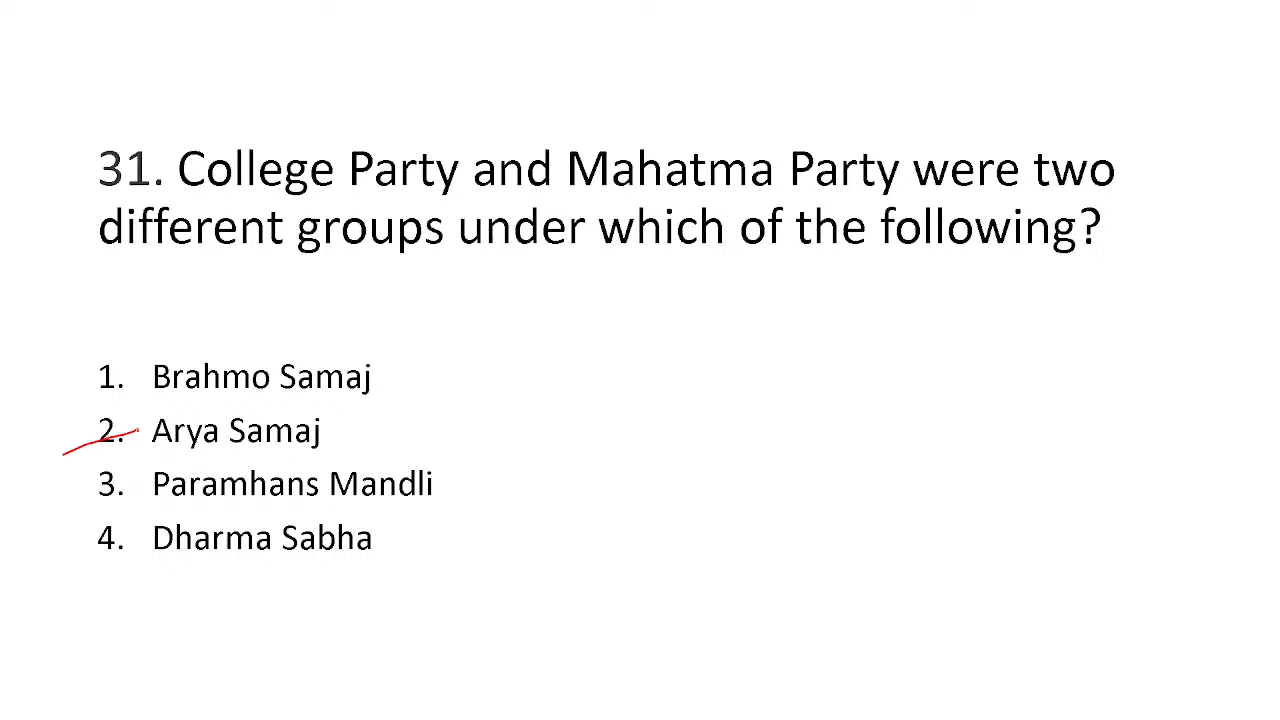 31. College Party and Mahatma Party were two
different groups under which of the following?
1. Brahmo Samaj
2. Arya Samaj
3. Paramhans Mandli
4. Dharma Sabha